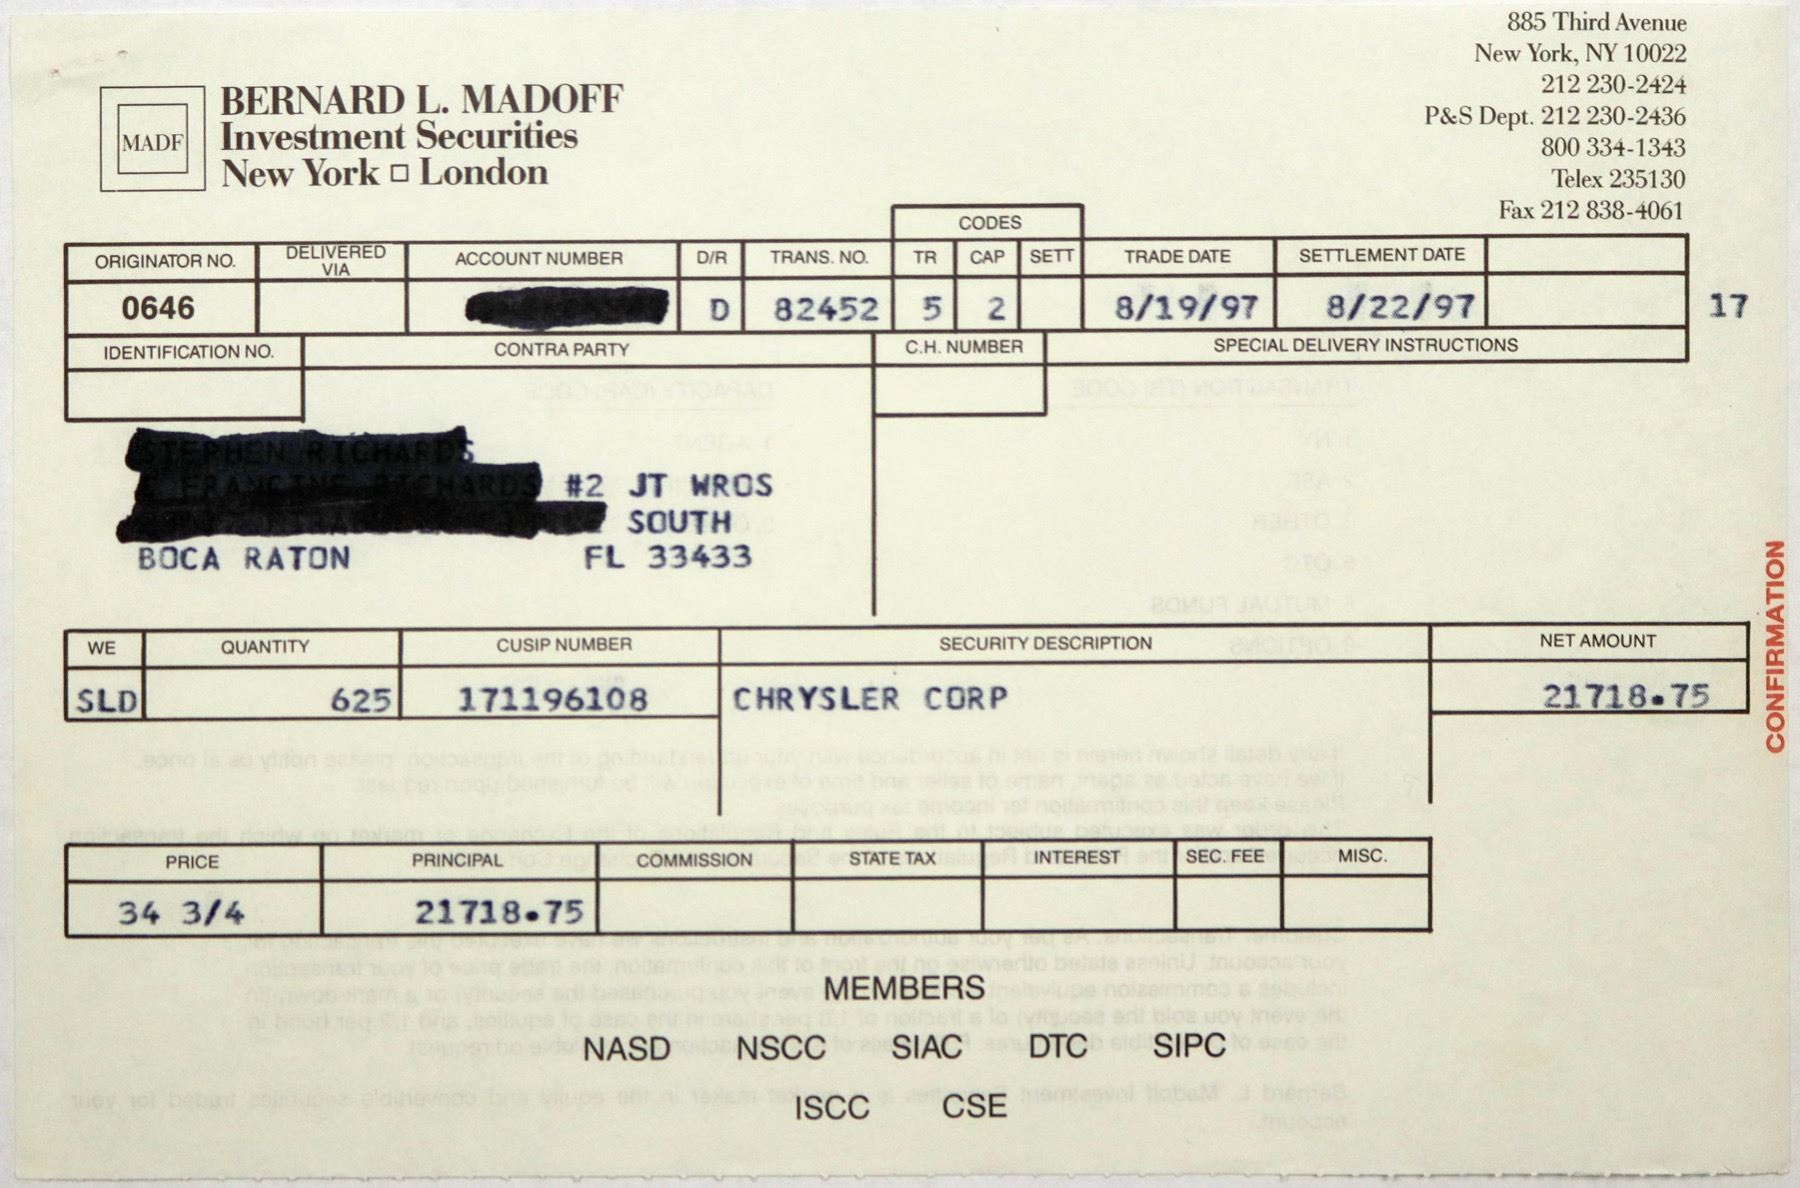 885 Third Avenue
New York, NY 10022
212 230-2424
P&S Dept. 212 230-2436
800 334-1343
Telex 235130
Fax 212 838-4061
MADF
BERNARD L. MADOFF
Investment Securities
New York □ London
CODES
ORIGINATOR NO. DELIVERED VIA ACCOUNT NUMBER D/R TRANS. NO. TR CAP SETT TRADE DATE SETTLEMENT DATE
0646 D 82452 5 2 8/19/97 8/22/97 17
IDENTIFICATION NO. CONTRA PARTY C.H. NUMBER SPECIAL DELIVERY INSTRUCTIONS
#2 JT WROS
SOUTH
BOCA RATON FL 33433
CONFIRMATION
WE QUANTITY CUSIP NUMBER SECURITY DESCRIPTION NET AMOUNT
SLD 625 171196108 CHRYSLER CORP 21718.75
PRICE PRINCIPAL COMMISSION STATE TAX INTEREST SEC. FEE MISC.
34 3/4 21718.75
MEMBERS
NASD NSCC SIAC DTC SIPC
ISCC CSE